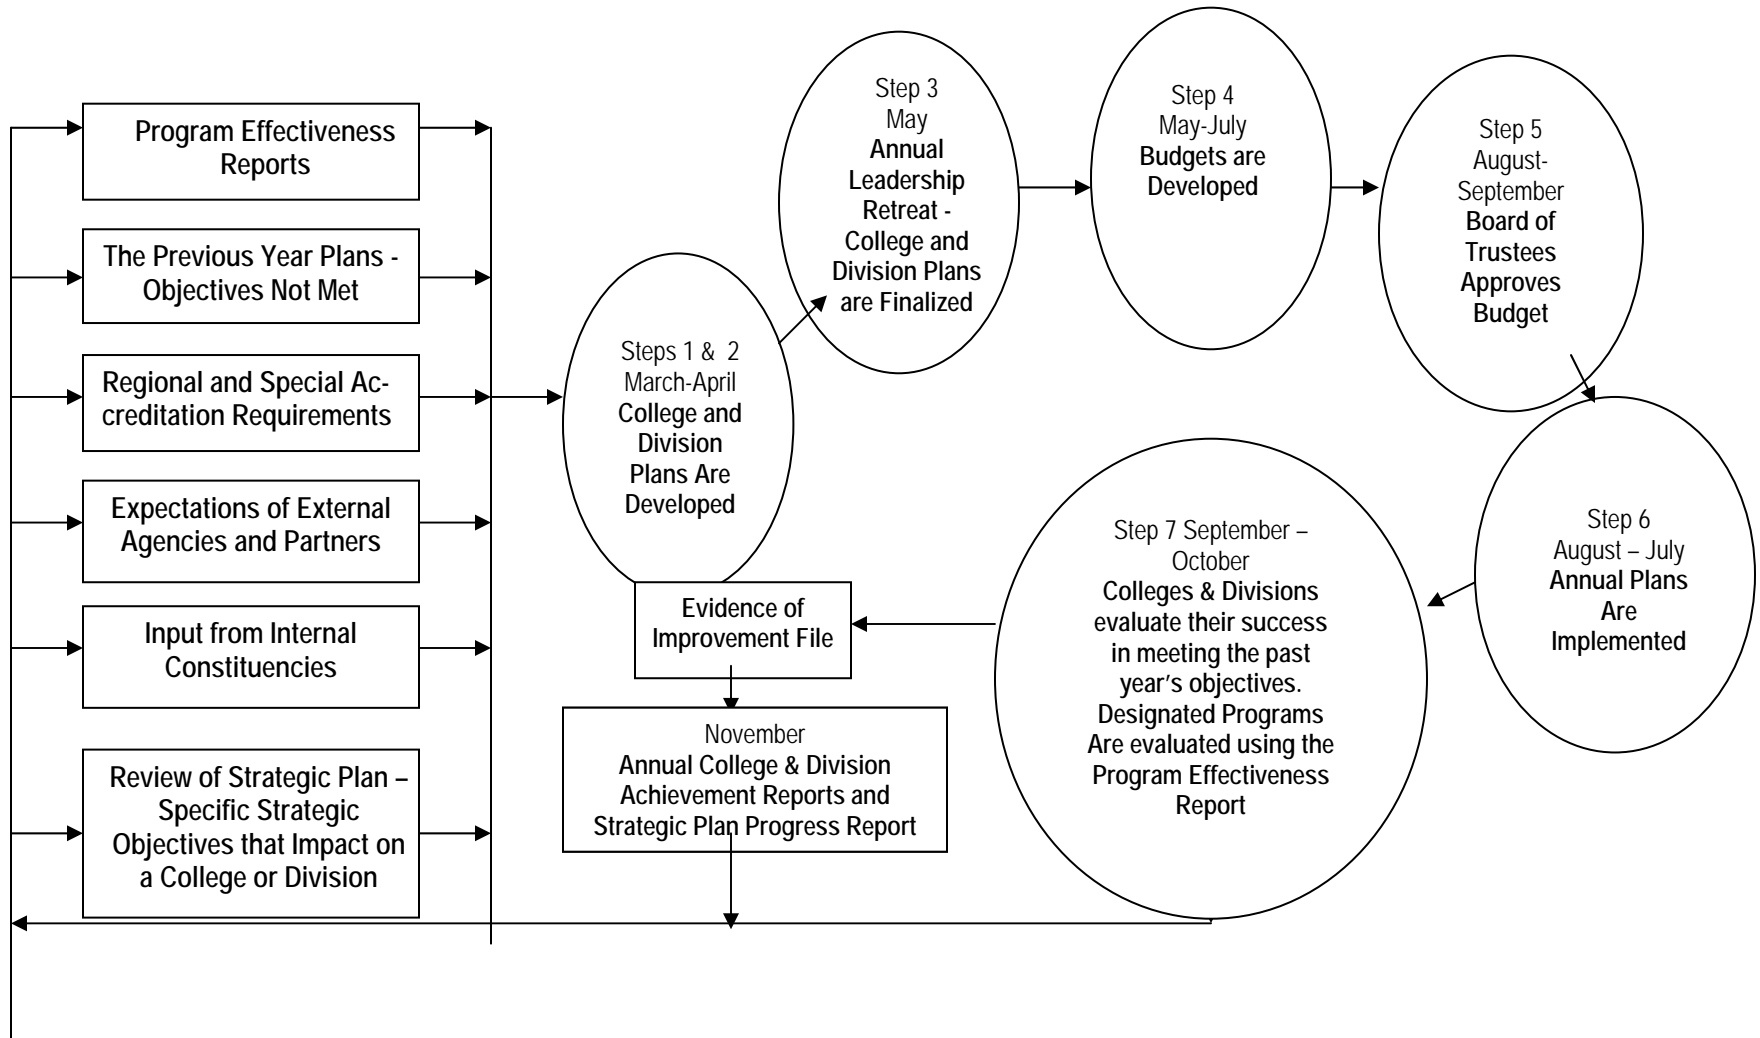 Program Effectiveness
Reports
The Previous Year Plans -
Objectives Not Met
Regional and Special Ac-
creditation Requirements
Expectations of External
Agencies and Partners
Input from Internal
Constituencies
Review of Strategic Plan –
Specific Strategic
Objectives that Impact on
a College or Division
Steps 1 & 2
March-April
College and
Division
Plans Are
Developed
Step 3
May
Annual
Leadership
Retreat -
College and
Division Plans
are Finalized
Step 4
May-July
Budgets are
Developed
Step 5
August-
September
Board of
Trustees
Approves
Budget
Step 6
August – July
Annual Plans
Are
Implemented
Step 7 September –
October
Colleges & Divisions
evaluate their success
in meeting the past
year's objectives.
Designated Programs
Are evaluated using the
Program Effectiveness
Report
Evidence of
Improvement File
November
Annual College & Division
Achievement Reports and
Strategic Plan Progress Report